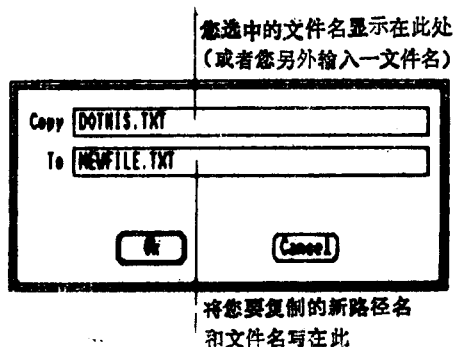 您选中的文件名显示在此处
(或者您另外输入一文件名)
Copy DOTHIS.TXT
To NEWFILE.TXT
Ok Cancel
将您要复制的新路径名
和文件名写在此